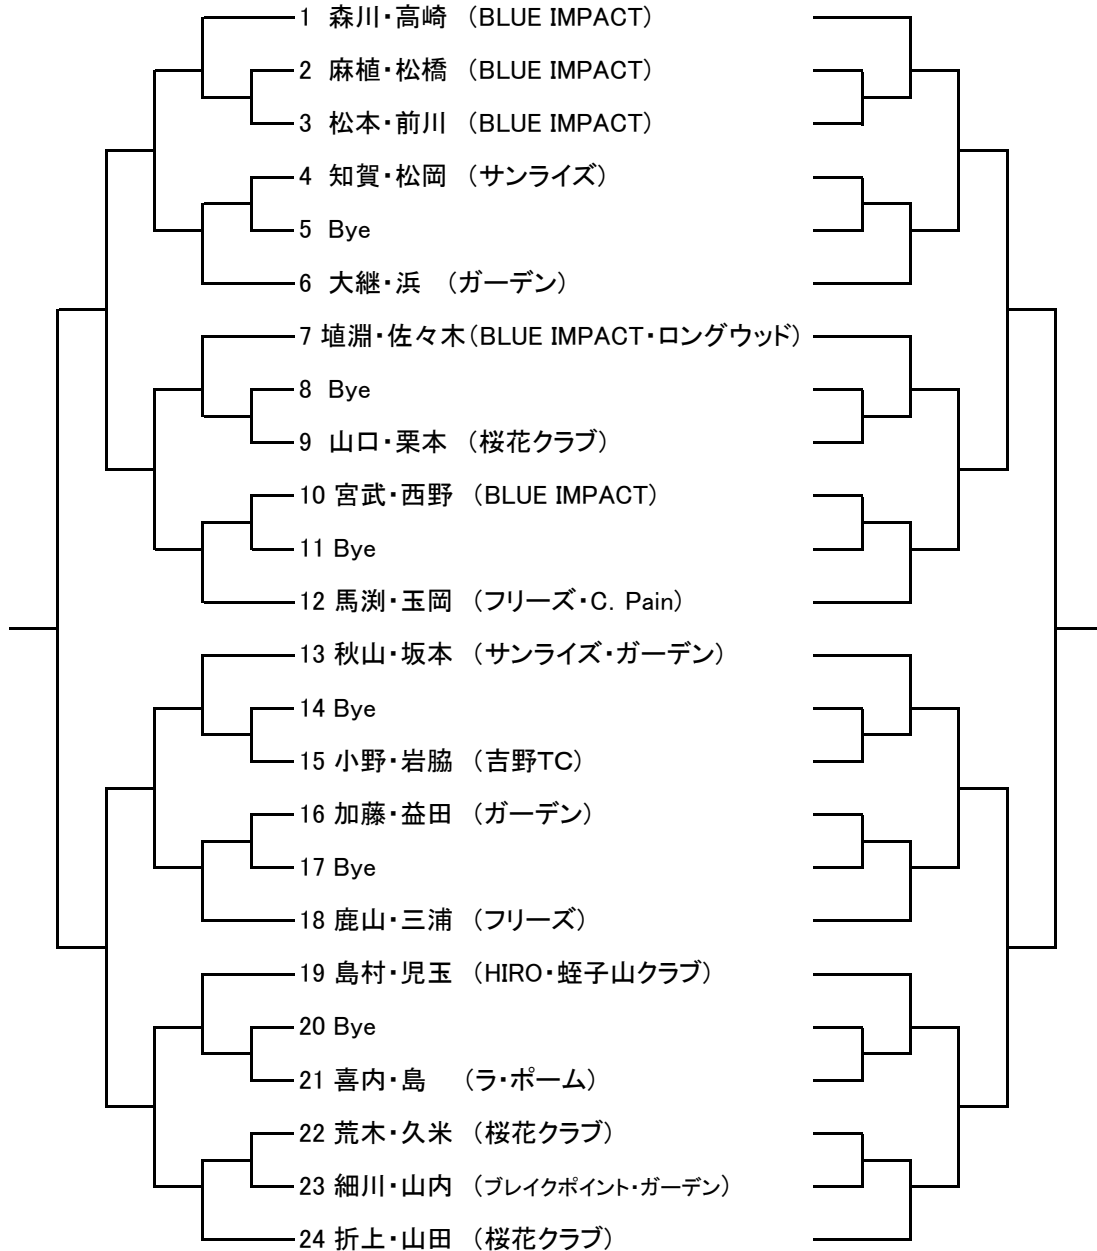 1 森川・高崎 （BLUE IMPACT）
2 麻植・松橋 （BLUE IMPACT）
3 松本・前川 （BLUE IMPACT）
4 知賀・松岡 （サンライズ）
5 Bye
6 大継・浜 （ガーデン）
7 埴淵・佐々木（BLUE IMPACT・ロングウッド）
8 Bye
9 山口・栗本 （桜花クラブ）
10 宮武・西野 （BLUE IMPACT）
11 Bye
12 馬渕・玉岡 （フリーズ・C. Pain）
13 秋山・坂本 （サンライズ・ガーデン）
14 Bye
15 小野・岩脇 （吉野TC）
16 加藤・益田 （ガーデン）
17 Bye
18 鹿山・三浦 （フリーズ）
19 島村・児玉 （HIRO・蛭子山クラブ）
20 Bye
21 喜内・島 （ラ・ポーム）
22 荒木・久米 （桜花クラブ）
23 細川・山内 （ブレイクポイント・ガーデン）
24 折上・山田 （桜花クラブ）